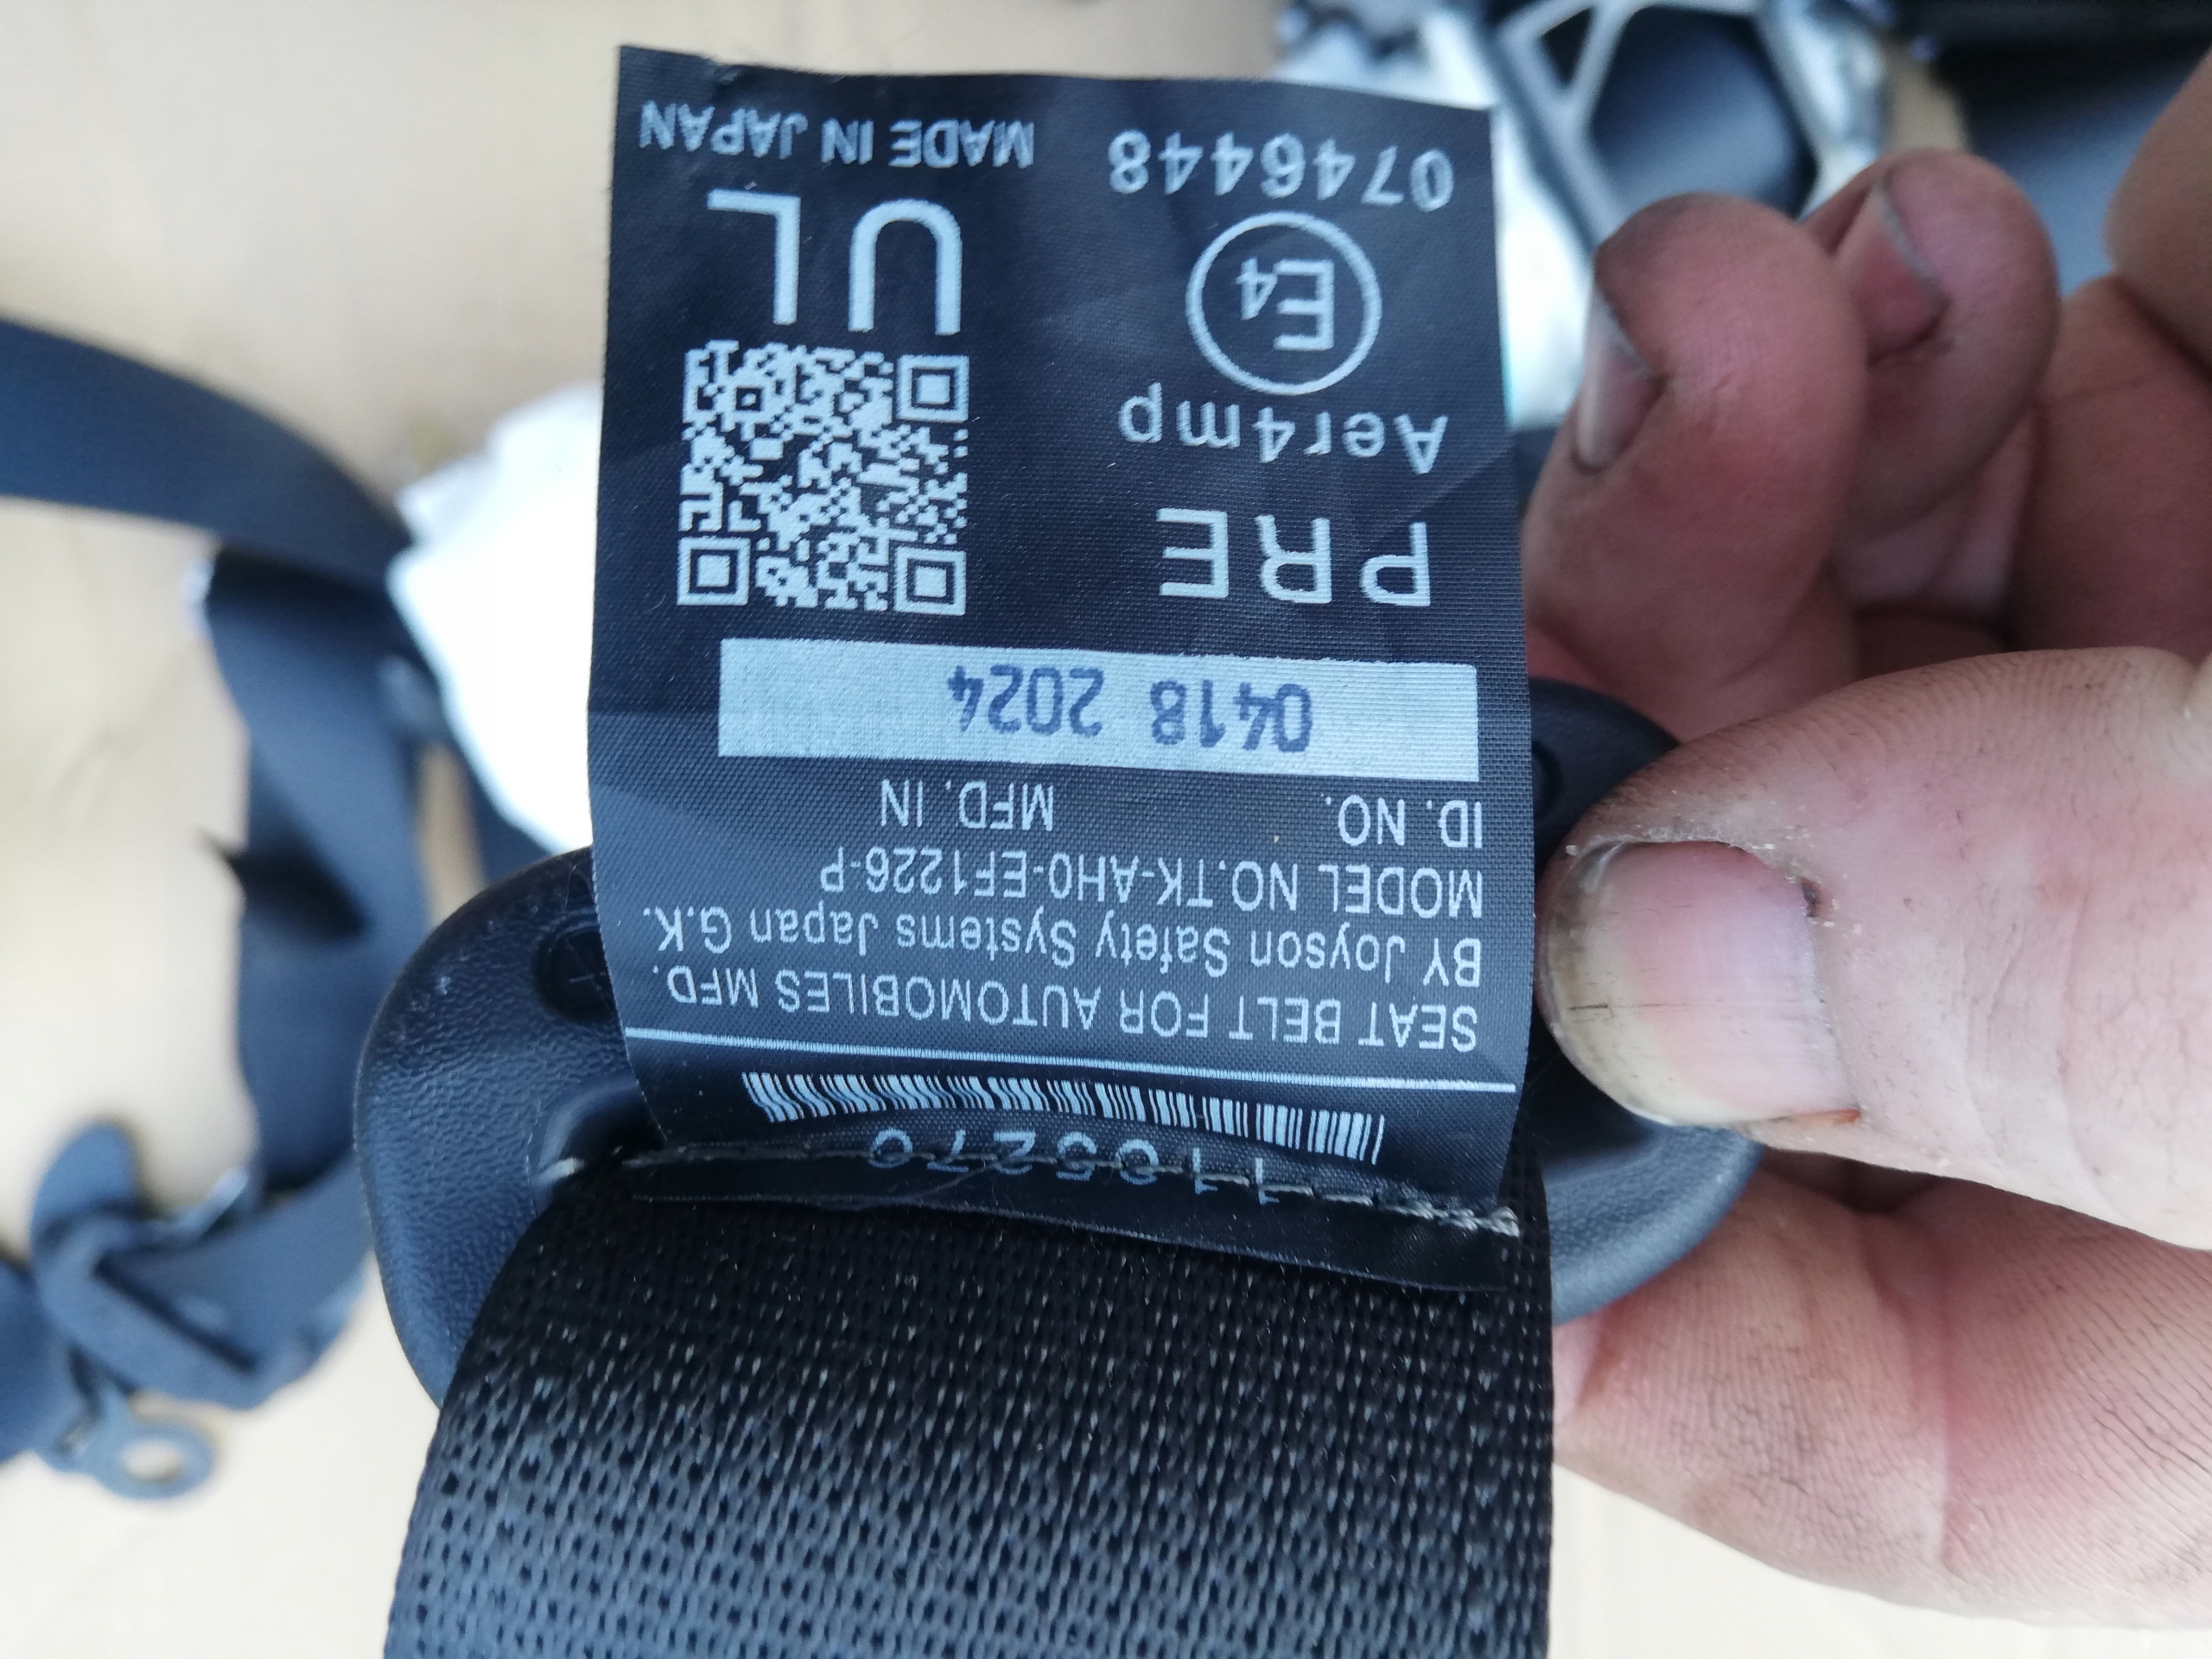 1105270
SEAT BELT FOR AUTOMOBILES MFD.
BY Joyson Safety Systems Japan G.K.
MODEL NO.TK-AH0-EF1226-P
ID. NO. MFD. IN
0418 2024
PRE
Aer4mp
E4
0746448
UL
MADE IN JAPAN